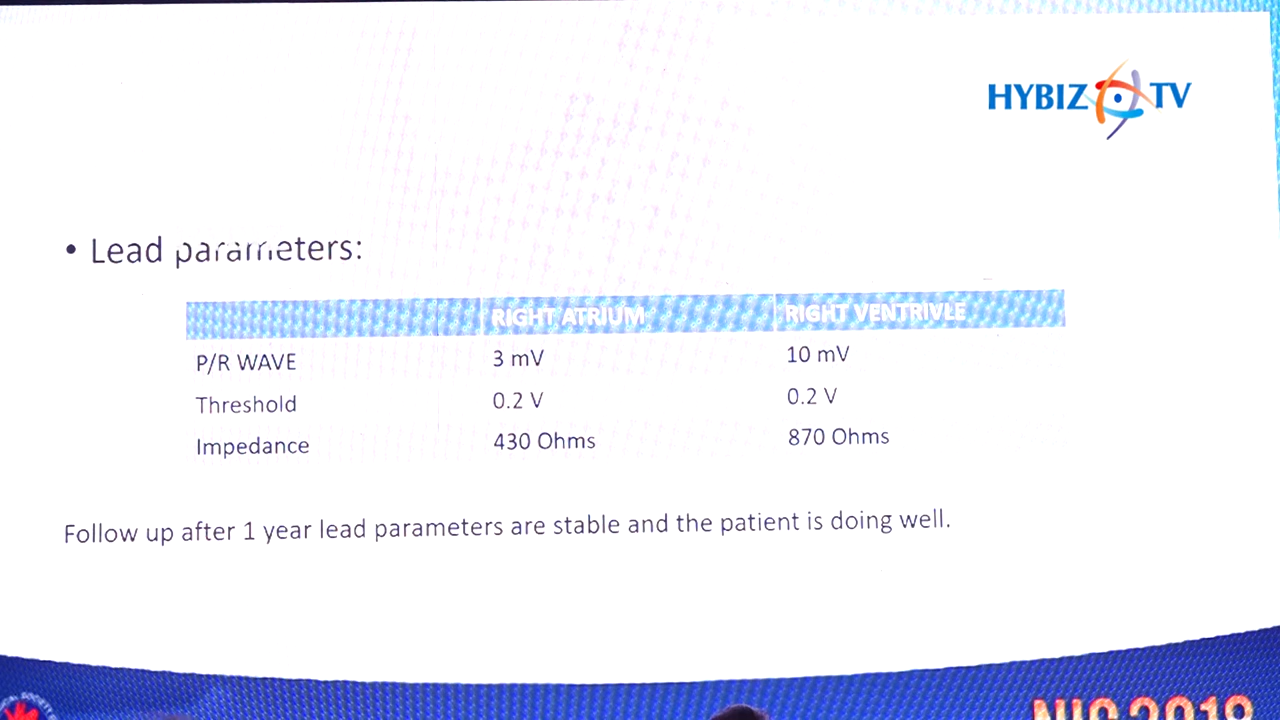 HYBIZ TV
• Lead parameters:
RIGHT ATRIUM RIGHT VENTRIVLE
P/R WAVE 3 mV 10 mV
Threshold 0.2 V 0.2 V
Impedance 430 Ohms 870 Ohms
Follow up after 1 year lead parameters are stable and the patient is doing well.